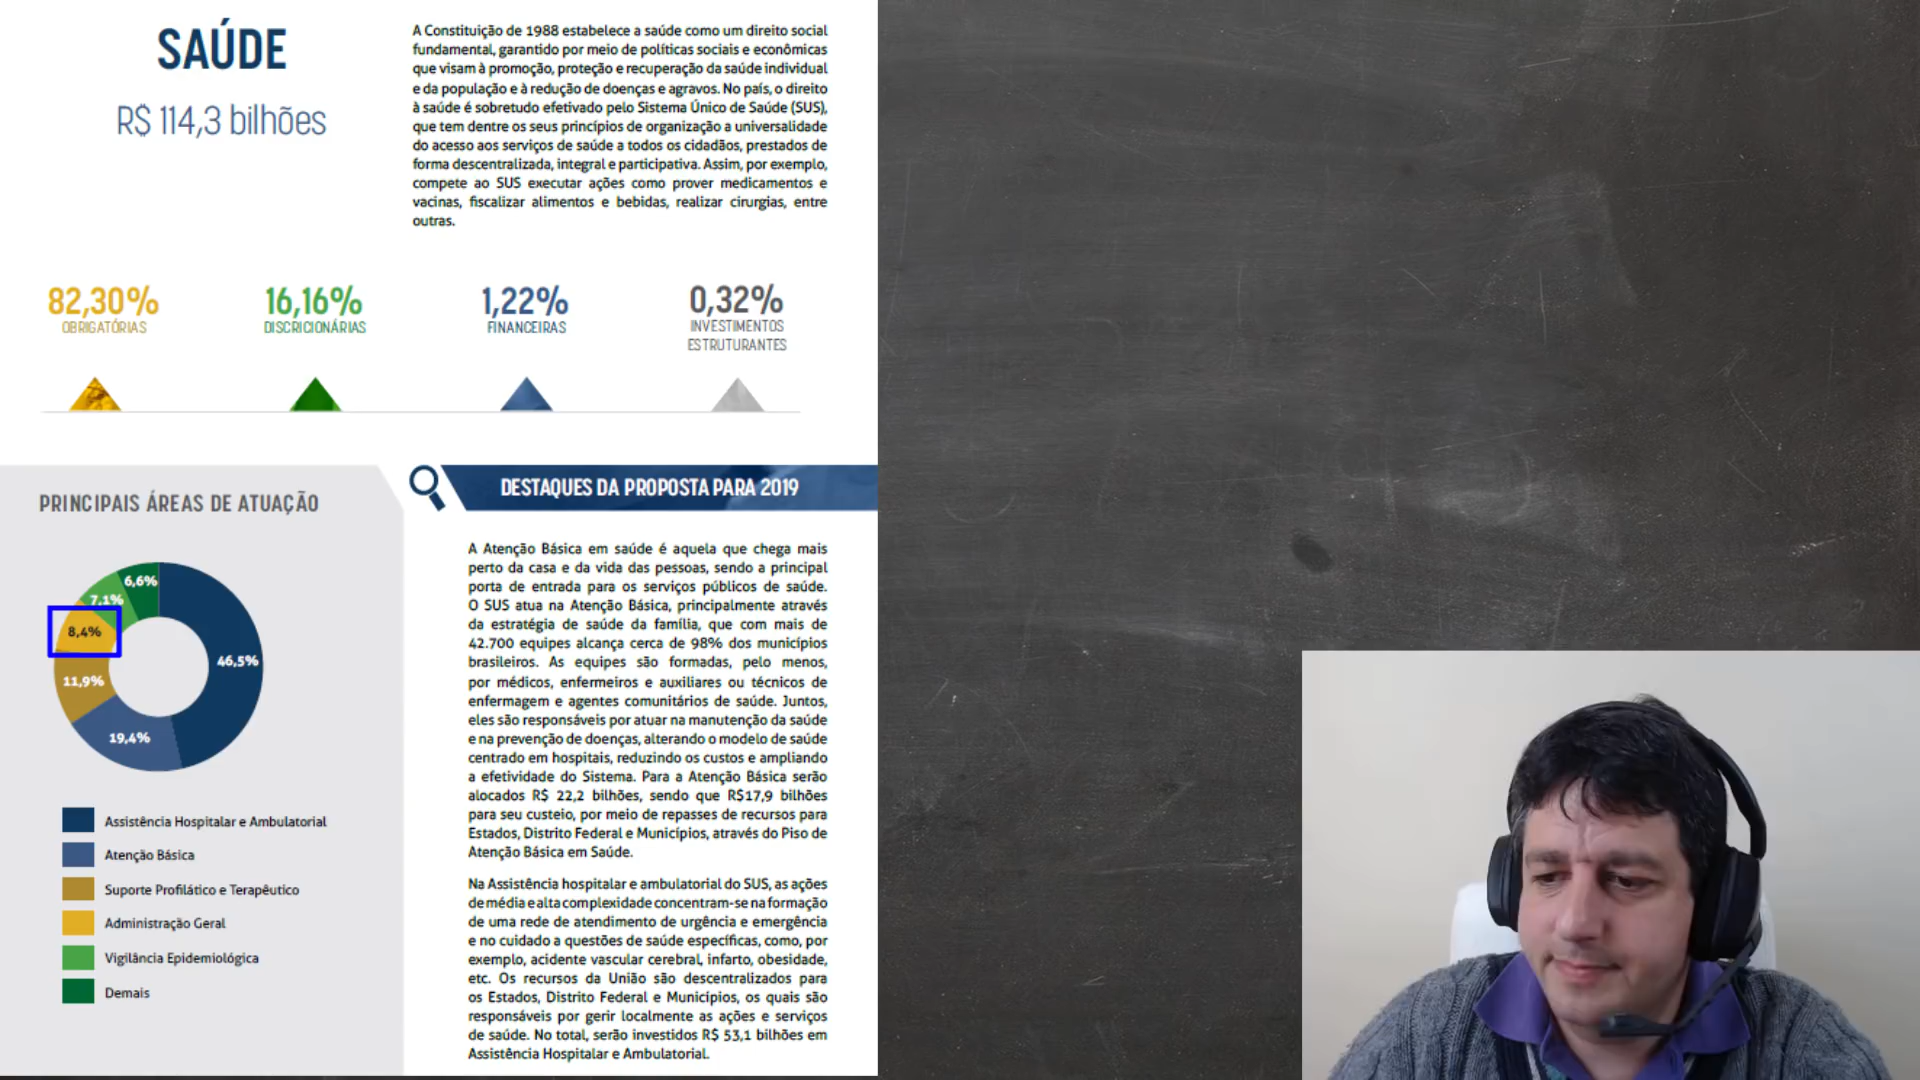 SAÚDE
R$ 114,3 bilhões
A Constituição de 1988 estabelece a saúde como um direito social
fundamental, garantido por meio de políticas sociais e econômicas
que visam à promoção, proteção e recuperação da saúde individual
e da população e à redução de doenças e agravos. No país, o direito
à saúde é sobretudo efetivado pelo Sistema Único de Saúde (SUS),
que tem dentre os seus princípios de organização a universalidade
do acesso aos serviços de saúde a todos os cidadãos, prestados de
forma descentralizada, integral e participativa. Assim, por exemplo,
compete ao SUS executar ações como prover medicamentos e
vacinas, fiscalizar alimentos e bebidas, realizar cirurgias, entre
outras.
82,30%
OBRIGATÓRIAS
16,16%
DISCRICIONÁRIAS
1,22%
FINANCEIRAS
0,32%
INVESTIMENTOS
ESTRUTURANTES
PRINCIPAIS ÁREAS DE ATUAÇÃO
6,6%
7,1%
8,4%
46,5%
11,9%
19,4%
Assistência Hospitalar e Ambulatorial
Atenção Básica
Suporte Profilático e Terapêutico
Administração Geral
Vigilância Epidemiológica
Demais
DESTAQUES DA PROPOSTA PARA 2019
A Atenção Básica em saúde é aquela que chega mais
perto da casa e da vida das pessoas, sendo a principal
porta de entrada para os serviços públicos de saúde.
O SUS atua na Atenção Básica, principalmente através
da estratégia de saúde da família, que com mais de
42.700 equipes alcança cerca de 98% dos municípios
brasileiros. As equipes são formadas, pelo menos,
por médicos, enfermeiros e auxiliares ou técnicos de
enfermagem e agentes comunitários de saúde. Juntos,
eles são responsáveis por atuar na manutenção da saúde
e na prevenção de doenças, alterando o modelo de saúde
centrado em hospitais, reduzindo os custos e ampliando
a efetividade do Sistema. Para a Atenção Básica serão
alocados R$ 22,2 bilhões, sendo que R$17,9 bilhões
para seu custeio, por meio de repasses de recursos para
Estados, Distrito Federal e Municípios, através do Piso de
Atenção Básica em Saúde.
Na Assistência hospitalar e ambulatorial do SUS, as ações
de média e alta complexidade concentram-se na formação
de uma rede de atendimento de urgência e emergência
e no cuidado a questões de saúde específicas, como, por
exemplo, acidente vascular cerebral, infarto, obesidade,
etc. Os recursos da União são descentralizados para
os Estados, Distrito Federal e Municípios, os quais são
responsáveis por gerir localmente as ações e serviços
de saúde. No total, serão investidos R$ 53,1 bilhões em
Assistência Hospitalar e Ambulatorial.